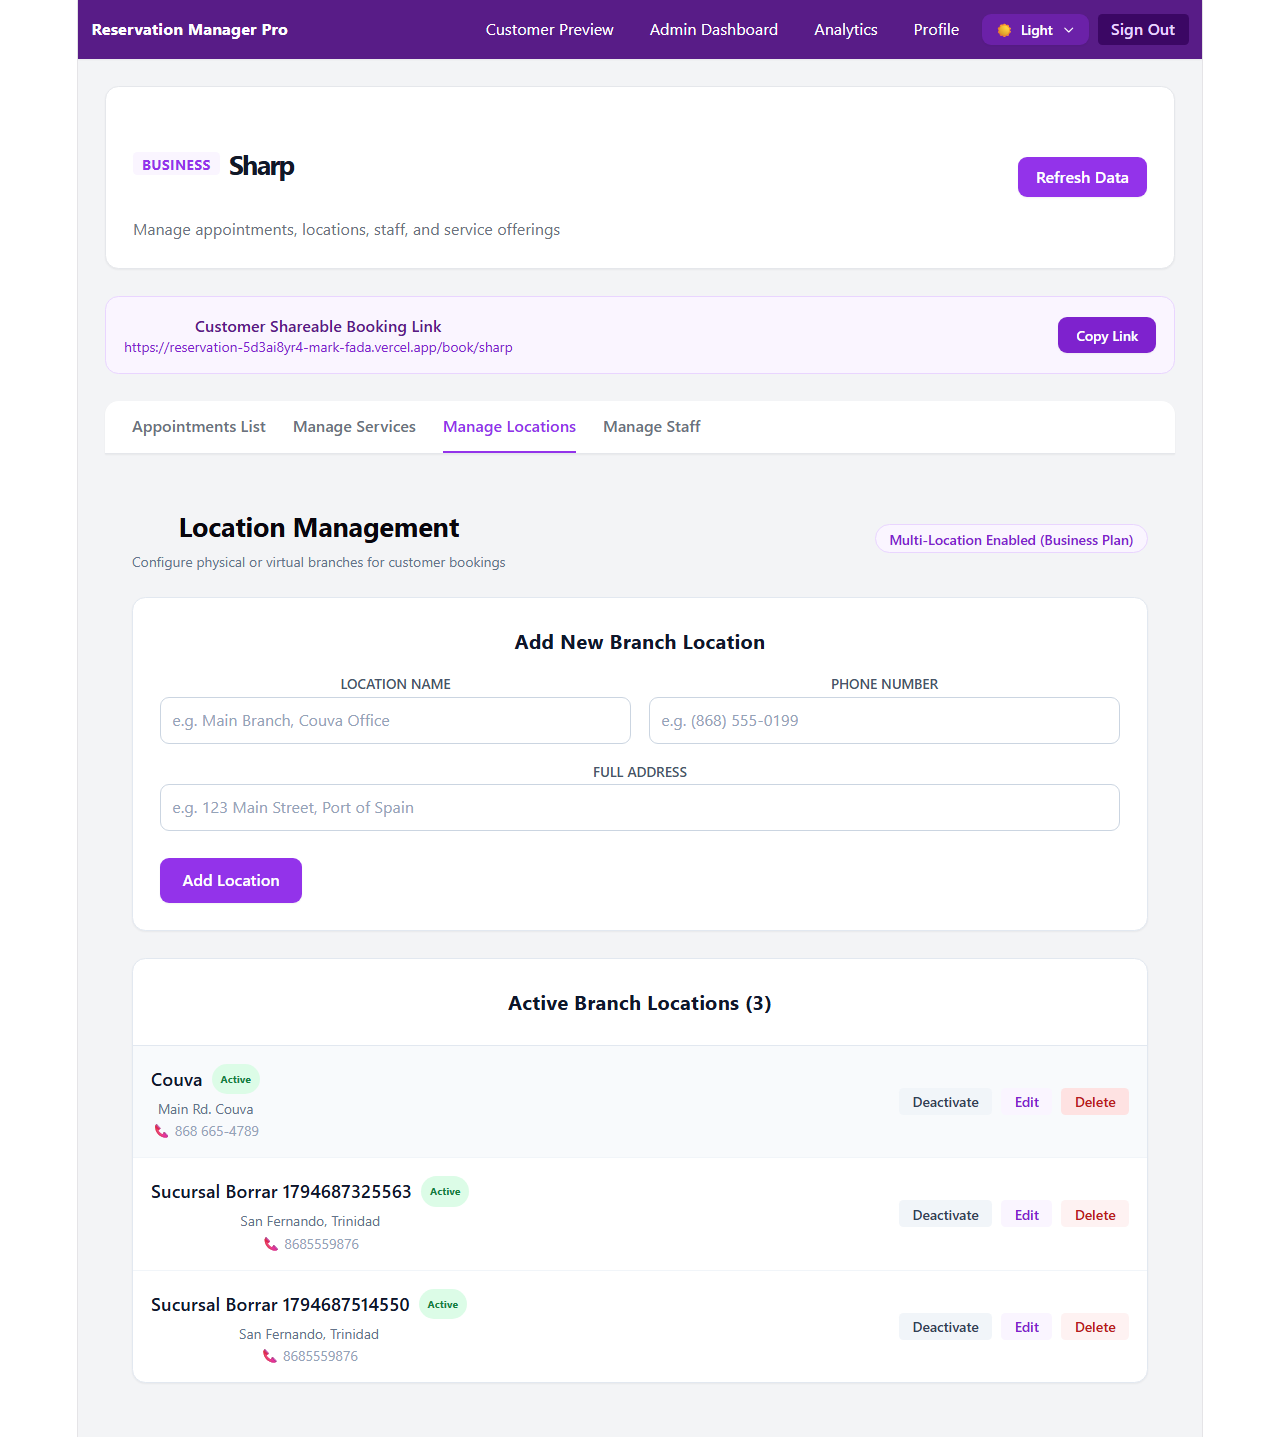 Reservation Manager Pro
Customer Preview
Admin Dashboard
Analytics
Profile
Light
Sign Out
BUSINESS Sharp
Refresh Data
Manage appointments, locations, staff, and service offerings
Customer Shareable Booking Link
https://reservation-5d3ai8yr4-mark-fada.vercel.app/book/sharp
Copy Link
Appointments List
Manage Services
Manage Locations
Manage Staff
Location Management
Configure physical or virtual branches for customer bookings
Multi-Location Enabled (Business Plan)
Add New Branch Location
LOCATION NAME
e.g. Main Branch, Couva Office
PHONE NUMBER
e.g. (868) 555-0199
FULL ADDRESS
e.g. 123 Main Street, Port of Spain
Add Location
Active Branch Locations (3)
Couva Active
Main Rd. Couva
868 665-4789
Deactivate Edit Delete
Sucursal Borrar 1794687325563 Active
San Fernando, Trinidad
8685559876
Deactivate Edit Delete
Sucursal Borrar 1794687514550 Active
San Fernando, Trinidad
8685559876
Deactivate Edit Delete